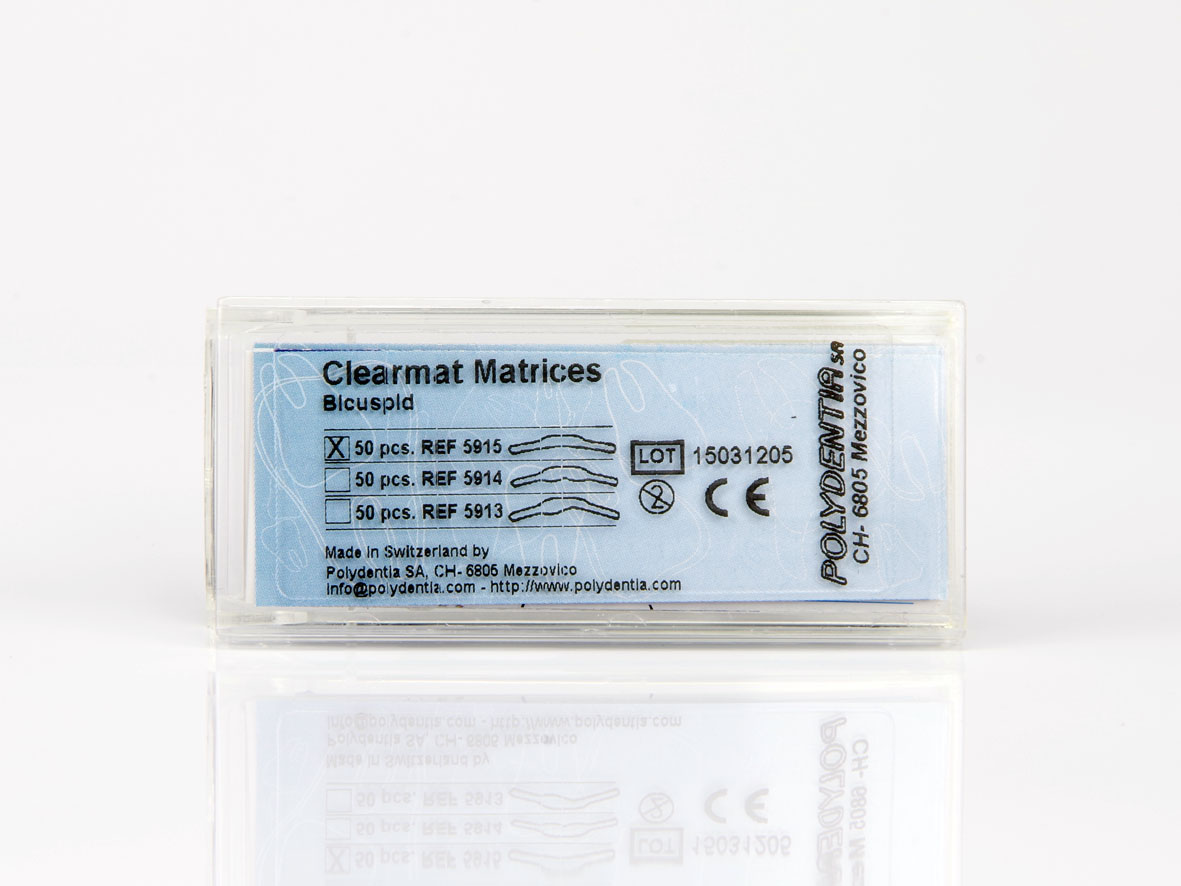 Clearmat Matrices
Bicuspid
X 50 pcs. REF 5915
50 pcs. REF 5914
50 pcs. REF 5913
LOT 15031205
2
CE
Made in Switzerland by
Polydentia SA, CH- 6805 Mezzovico
info@polydentia.com - http://www.polydentia.com
POLYDENTIA SA
CH- 6805 Mezzovico